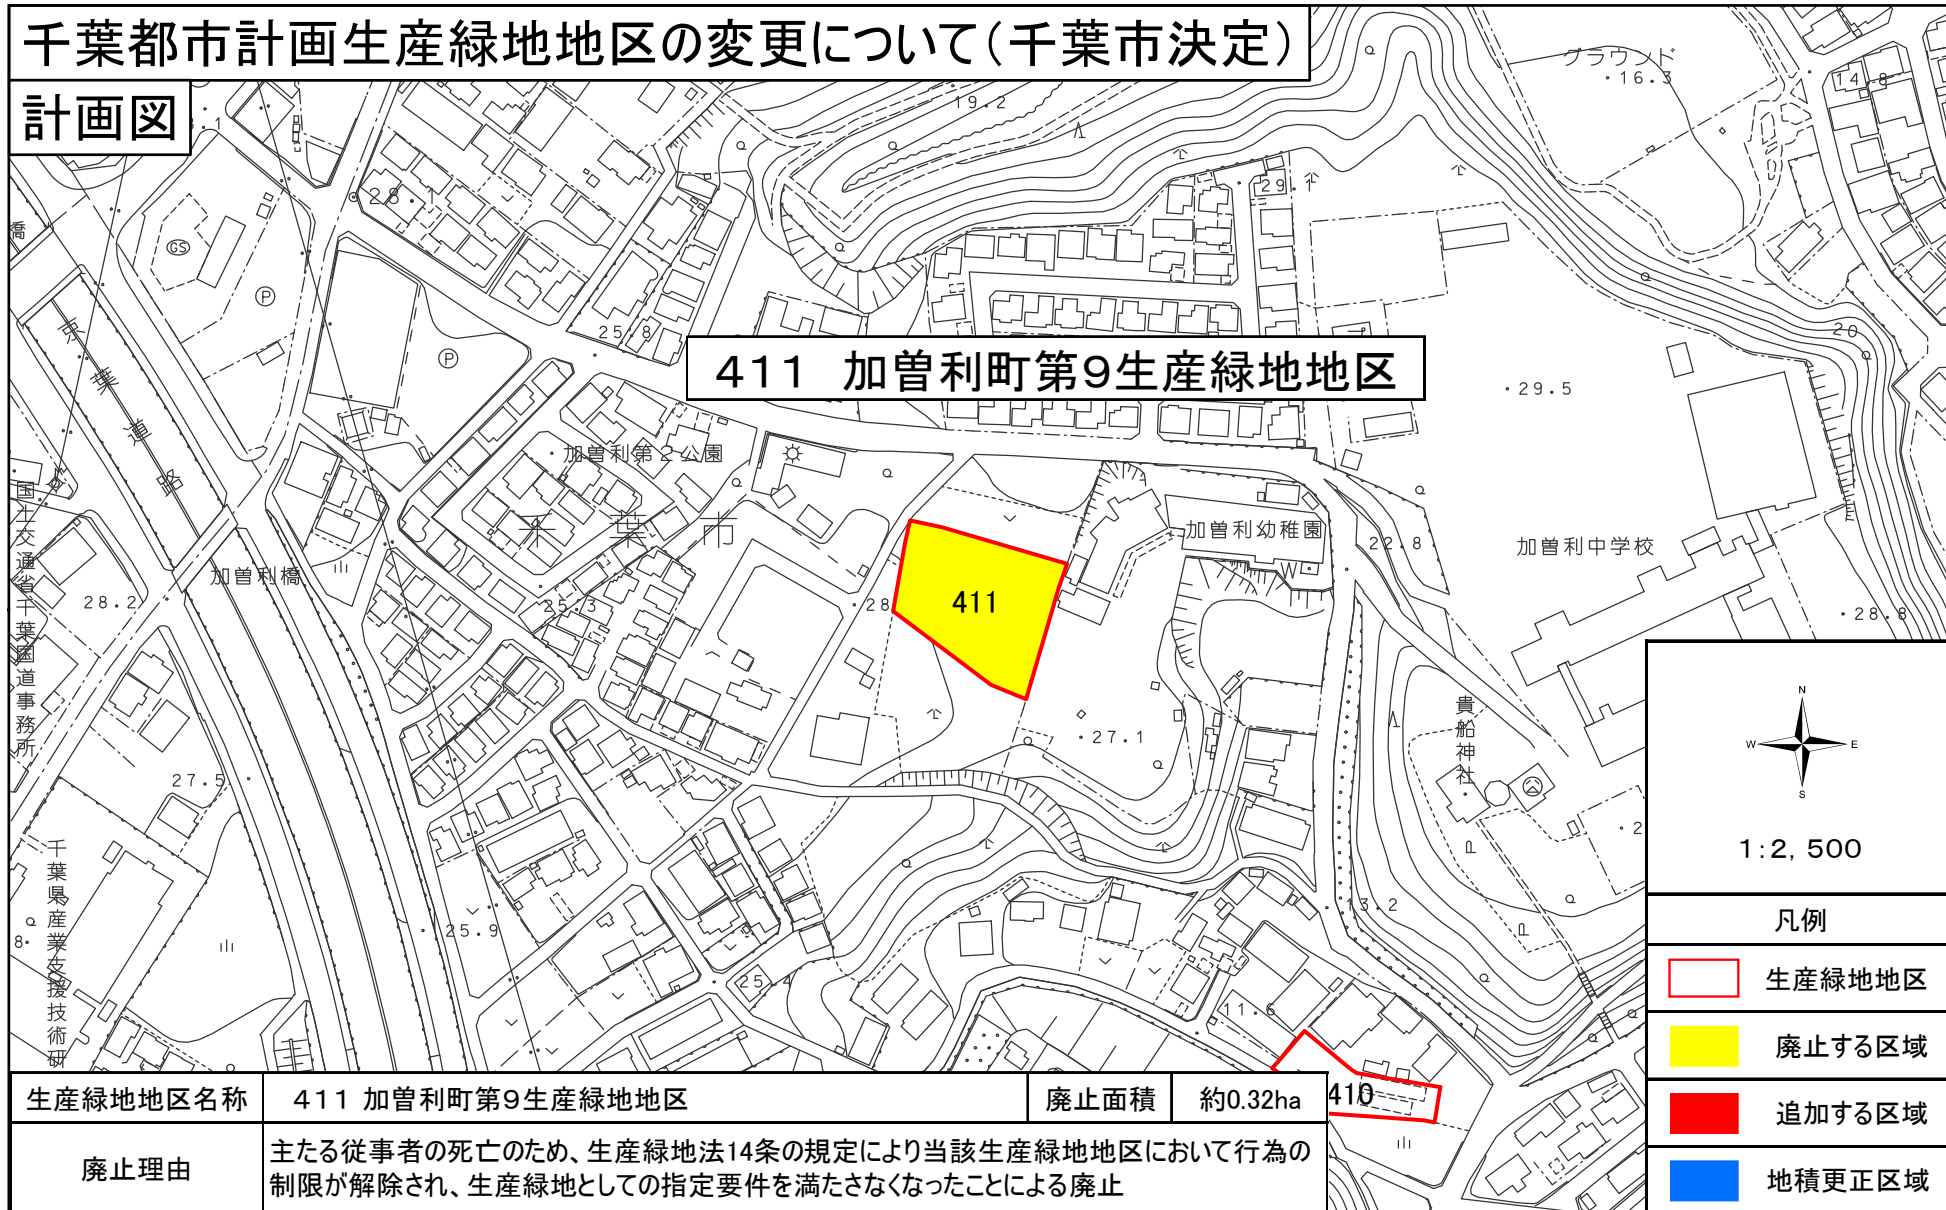 千葉都市計画生産緑地地区の変更について(千葉市決定)
計画図
グラウンド
・16.3
14.8
19.2
28.1
29.1
橋
GS
P
P
25.8
20
411　加曽利町第9生産緑地地区
・29.5
京葉道路
加曽利第2公園
千葉市
加曽利幼稚園
22.8
加曽利中学校
国土交通省千葉国道事務所
加曽利橋
28.2
25.3
28
411
・28.8
W
貴船神社
・27.1
27.5
千葉県産業支援技術研
25.9
25.4
13.2
11.6
410
N
W
E
S
1:2,500
凡例
生産緑地地区
廃止する区域
追加する区域
地積更正区域
生産緑地地区名称
411 加曽利町第9生産緑地地区
廃止面積
約0.32ha
廃止理由
主たる従事者の死亡のため、生産緑地法14条の規定により当該生産緑地地区において行為の
制限が解除され、生産緑地としての指定要件を満たさなくなったことによる廃止